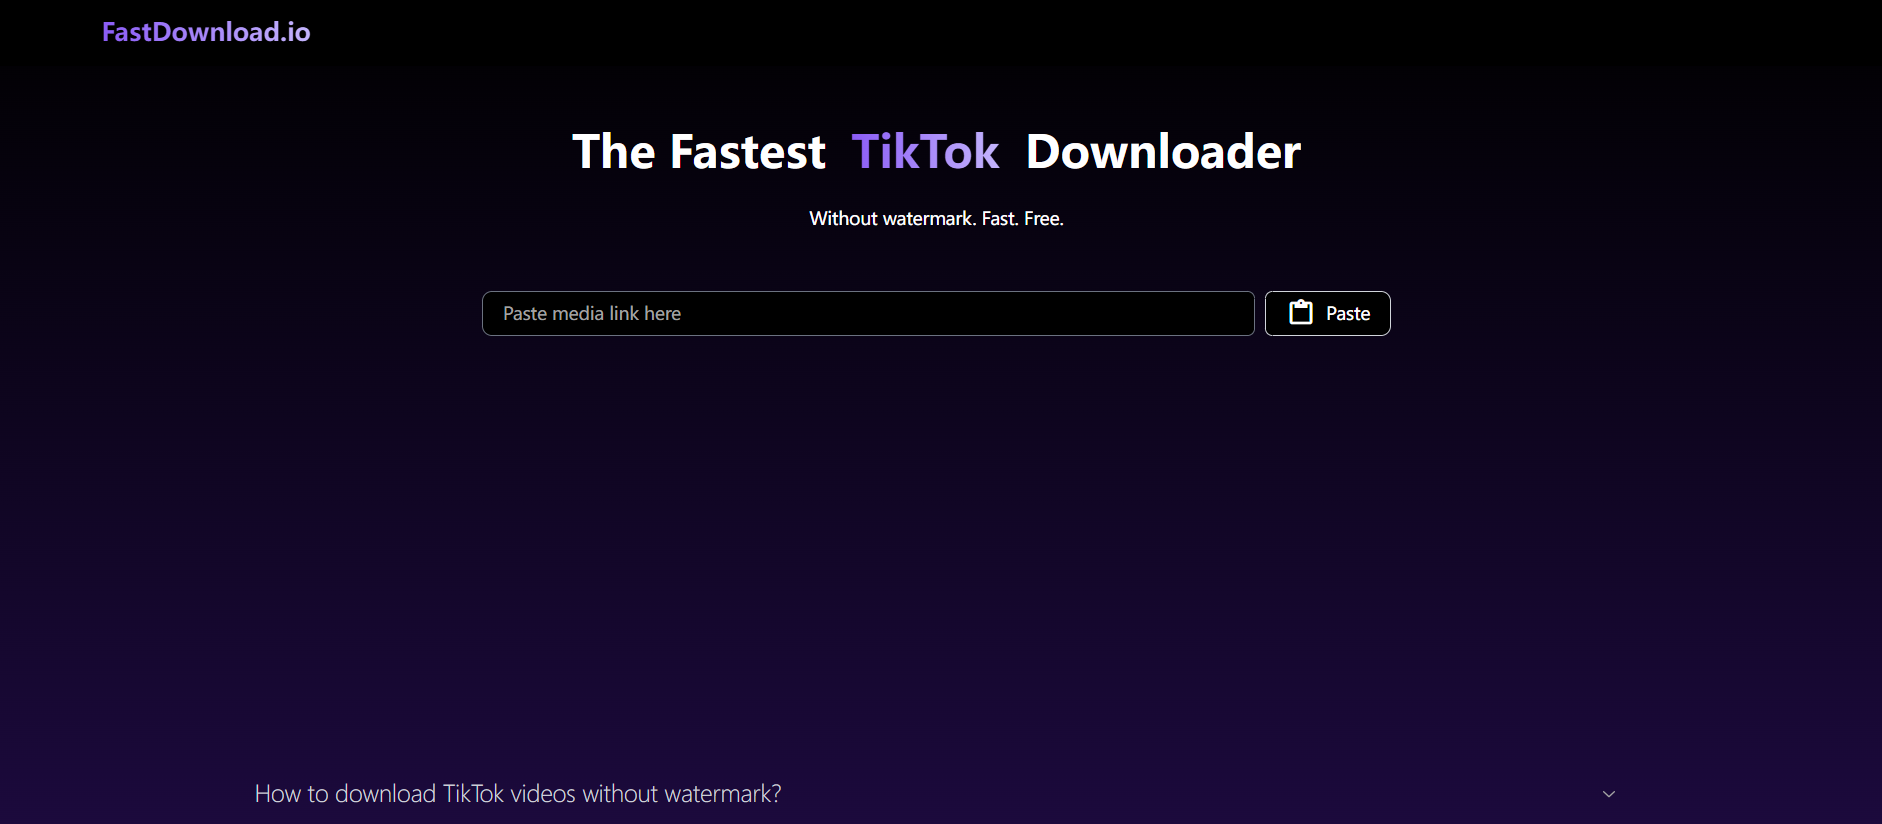 FastDownload.io
The Fastest TikTok Downloader
Without watermark. Fast. Free.
Paste media link here
Paste
How to download TikTok videos without watermark?